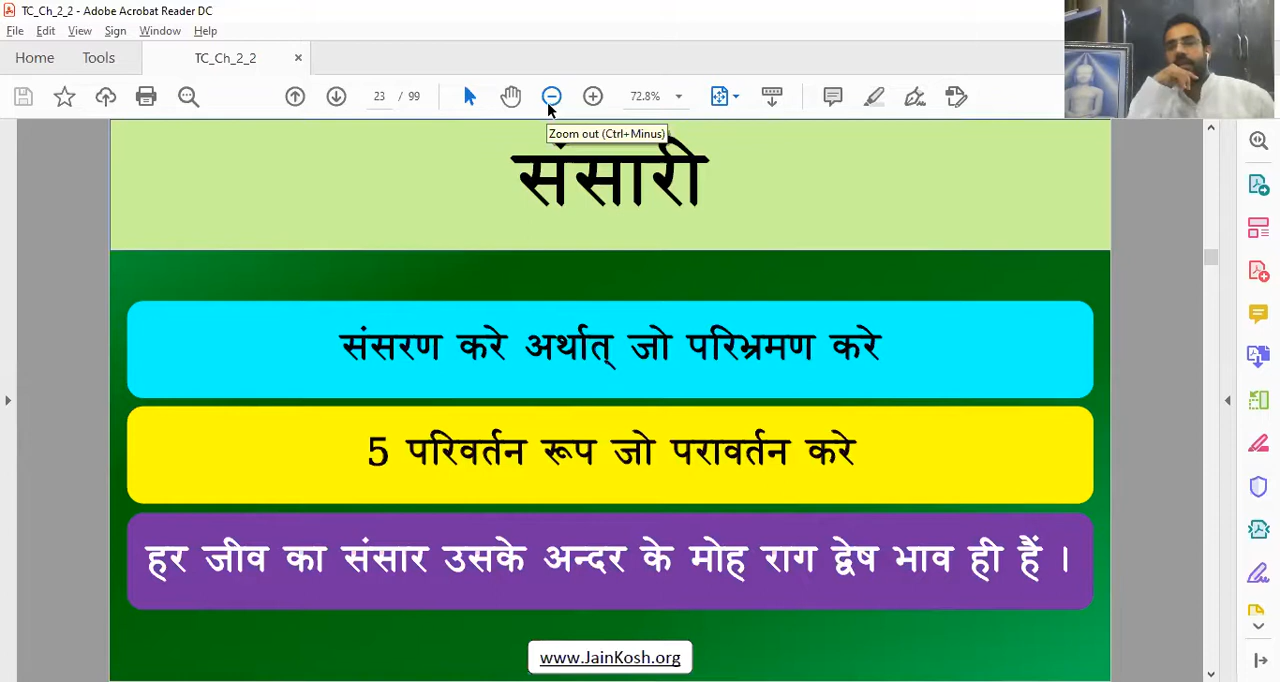 TC_Ch_2_2 - Adobe Acrobat Reader DC
File Edit View Sign Window Help
Home Tools TC_Ch_2_2 ×
23 / 99 72.8%
Zoom out (Ctrl+Minus)
संसारी
संसरण करे अर्थात् जो परिभ्रमण करे
5 परिवर्तन रूप जो परावर्तन करे
हर जीव का संसार उसके अन्दर के मोह राग द्वेष भाव ही हैं ।
www.JainKosh.org